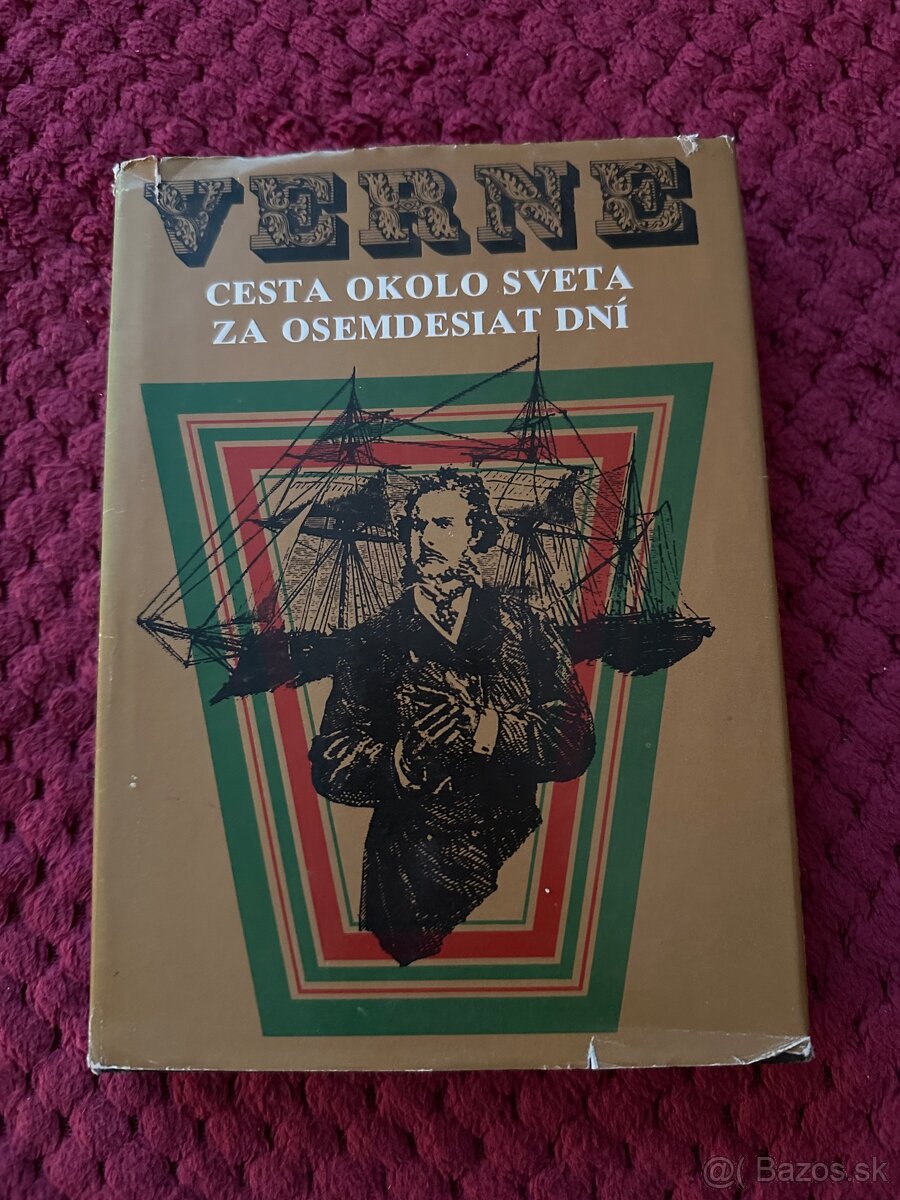 VERNE
CESTA OKOLO SVETA
ZA OSEMDESIAT DNÍ
@( Bazos.sk